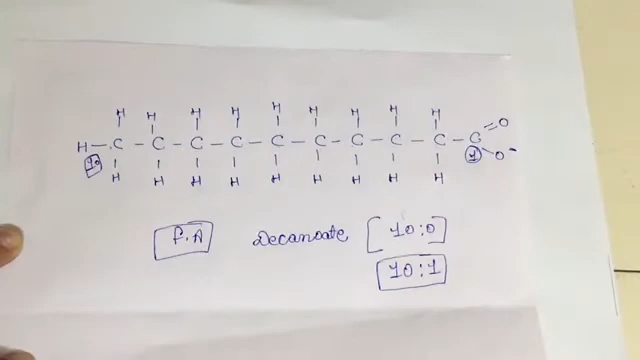 H H H H H H H H H
H – C – C – C – C – C – C – C – C – C – C = O
10 1 O -
H H H H H H H H H
F.A Decanoate [10:0]
10:1